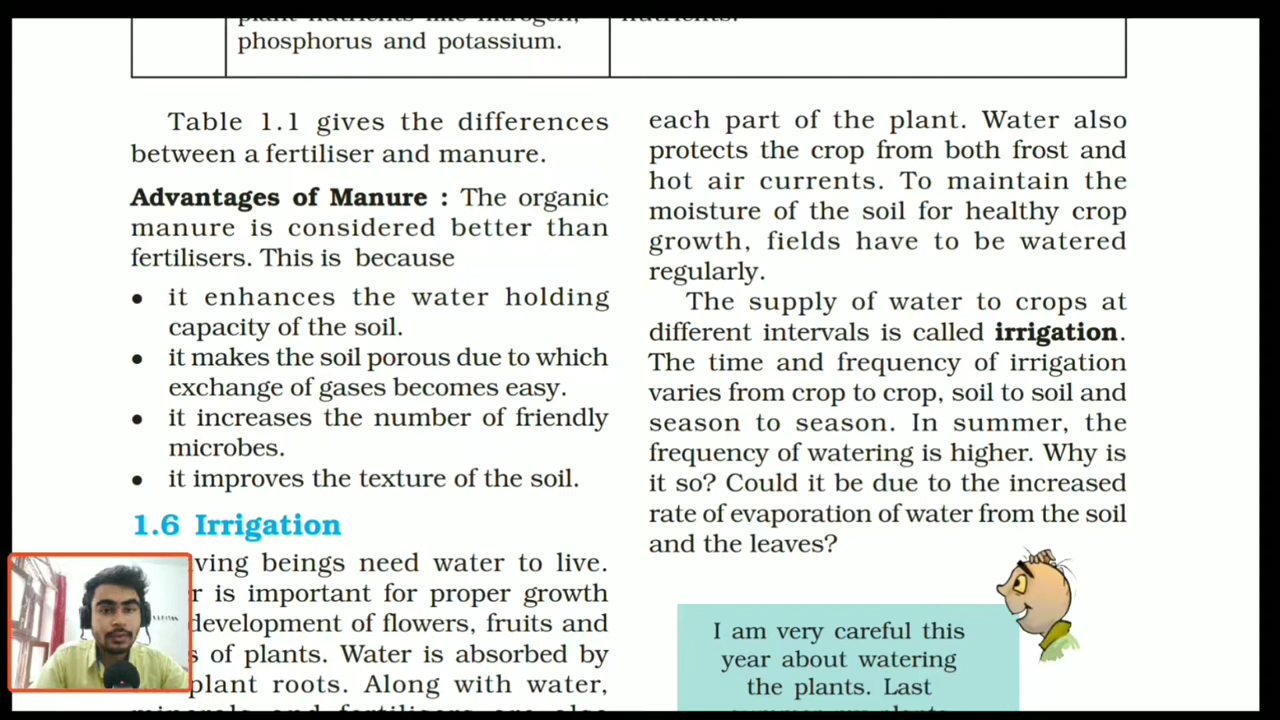 phosphorus and potassium.
Table 1.1 gives the differences
between a fertiliser and manure.
Advantages of Manure : The organic
manure is considered better than
fertilisers. This is because
• it enhances the water holding
capacity of the soil.
• it makes the soil porous due to which
exchange of gases becomes easy.
• it increases the number of friendly
microbes.
• it improves the texture of the soil.
1.6 Irrigation
ving beings need water to live.
r is important for proper growth
development of flowers, fruits and
s of plants. Water is absorbed by
plant roots. Along with water,
each part of the plant. Water also
protects the crop from both frost and
hot air currents. To maintain the
moisture of the soil for healthy crop
growth, fields have to be watered
regularly.
The supply of water to crops at
different intervals is called irrigation.
The time and frequency of irrigation
varies from crop to crop, soil to soil and
season to season. In summer, the
frequency of watering is higher. Why is
it so? Could it be due to the increased
rate of evaporation of water from the soil
and the leaves?
I am very careful this
year about watering
the plants. Last